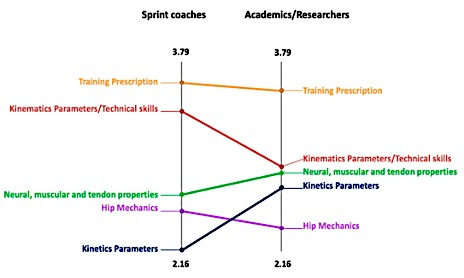 Sprint coaches Academics/Researchers
3.79 3.79
Training Prescription Training Prescription
Kinematics Parameters/Technical skills
Kinematics Parameters/Technical skills
Neural, muscular and tendon properties
Kinetics Parameters
Neural, muscular and tendon properties
Hip Mechanics
Hip Mechanics
Kinetics Parameters
2.16 2.16